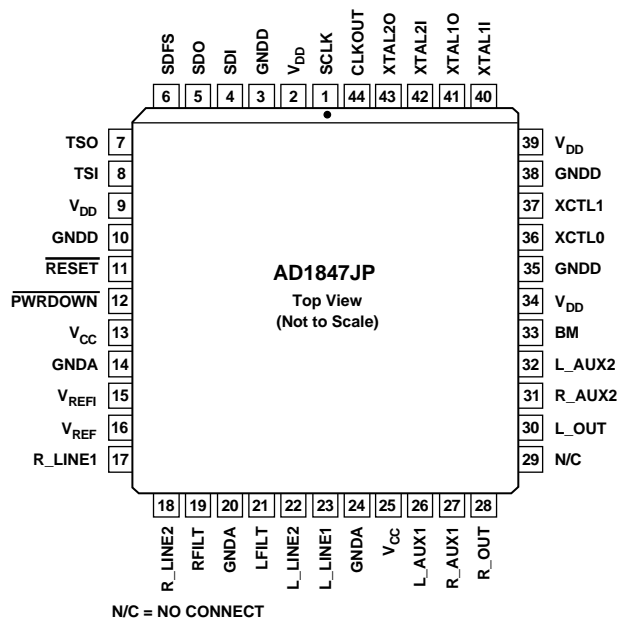 SDFS SDO SDI GNDD VDD SCLK CLKOUT XTAL2O XTAL2I XTAL1O XTAL1I
6 5 4 3 2 1 44 43 42 41 40
TSO 7
TSI 8
VDD 9
GNDD 10
RESET 11
PWRDOWN 12
VCC 13
GNDA 14
VREFI 15
VREF 16
R_LINE1 17
AD1847JP
Top View
(Not to Scale)
39 VDD
38 GNDD
37 XCTL1
36 XCTL0
35 GNDD
34 VDD
33 BM
32 L_AUX2
31 R_AUX2
30 L_OUT
29 N/C
18 19 20 21 22 23 24 25 26 27 28
R_LINE2 RFILT GNDA LFILT L_LINE2 L_LINE1 GNDA VCC L_AUX1 R_AUX1 R_OUT
N/C = NO CONNECT